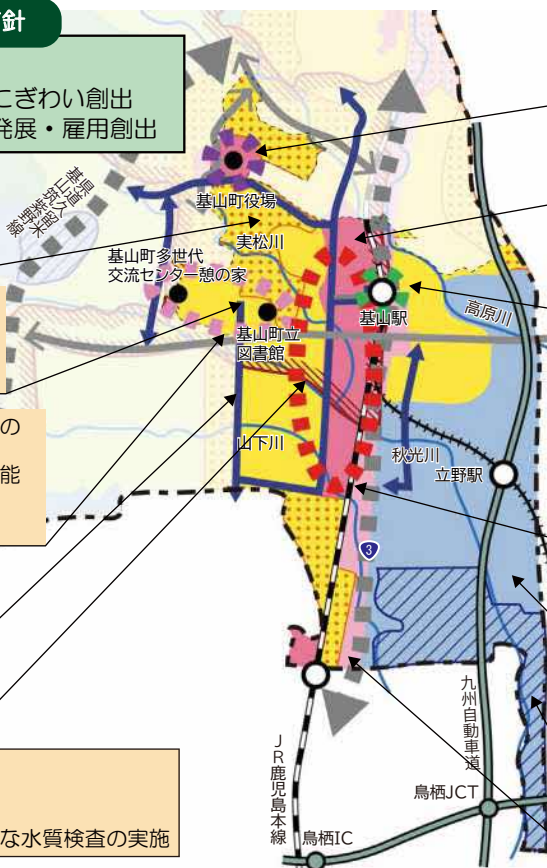 針
にぎわい創出
発展・雇用創出
県道久留米
基山筑紫野線
基山町役場
実松川
基山町多世代
交流センター憩の家
基山駅
高原川
基山町立
図書館
の
能
山下川
秋光川
立野駅
3
九州自動車道
JR鹿児島本線
鳥栖JCT
な水質検査の実施
鳥栖IC